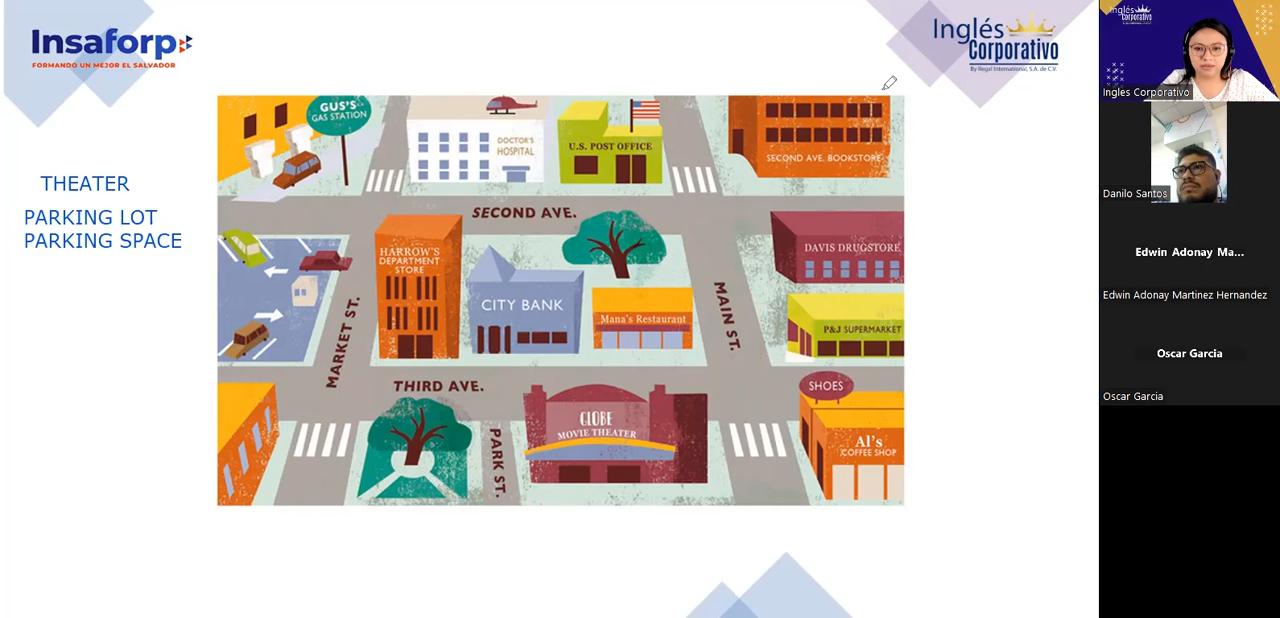 Insaforp
FORMANDO UN MEJOR EL SALVADOR
Inglés
Corporativo
By Regal International, S.A. de C.V.
THEATER
PARKING LOT
PARKING SPACE
GUS'S
GAS STATION
DOCTOR'S
HOSPITAL
U.S. POST OFFICE
SECOND AVE. BOOKSTORE
SECOND AVE.
HARROW'S
DEPARTMENT
STORE
CITY BANK
Mana's Restaurant
DAVIS DRUGSTORE
P&J SUPERMARKET
MARKET ST.
MAIN ST.
THIRD AVE.
PARK ST.
GLOBE
MOVIE THEATER
SHOES
Al's
COFFEE SHOP
Inglés
Corporativo
Ingles Corporativo
Danilo Santos
Edwin Adonay Ma...
Edwin Adonay Martinez Hernandez
Oscar Garcia
Oscar Garcia